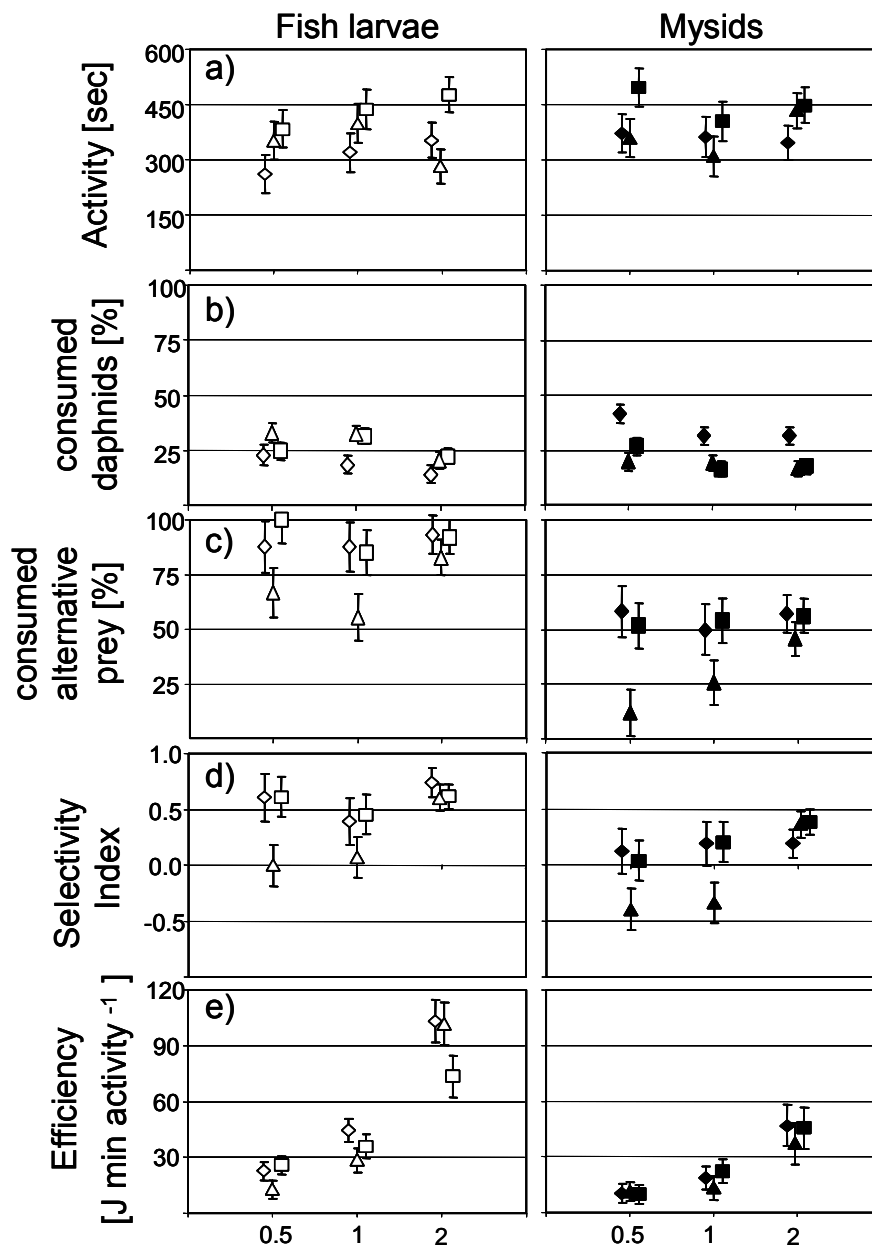 Fish larvae Mysids
a)
Activity [sec]
600
450
300
150
b)
consumed
daphnids [%]
100
75
50
25
c)
consumed
alternative
prey [%]
100
75
50
25
d)
Selectivity
Index
1.0
0.5
0.0
-0.5
e)
Efficiency
[J min activity -1 ]
120
90
60
30
0.5 1 2 0.5 1 2